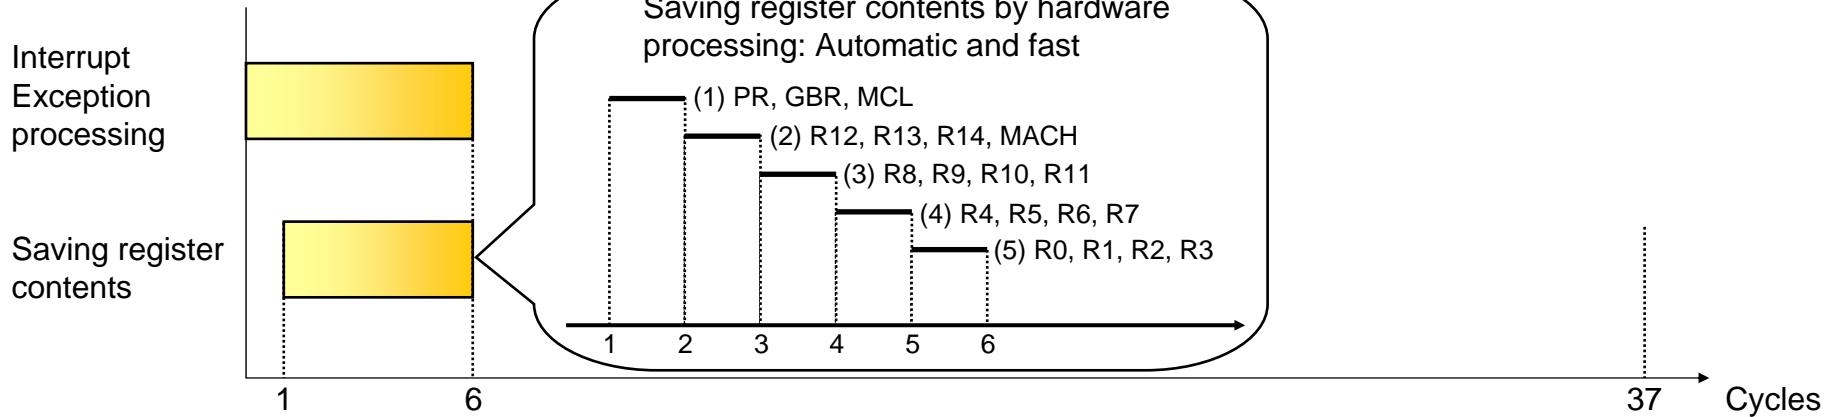 Saving register contents by hardware
processing: Automatic and fast
Interrupt
Exception
processing
(1) PR, GBR, MCL
(2) R12, R13, R14, MACH
(3) R8, R9, R10, R11
(4) R4, R5, R6, R7
(5) R0, R1, R2, R3
Saving register
contents
1 2 3 4 5 6
1 6 37 Cycles